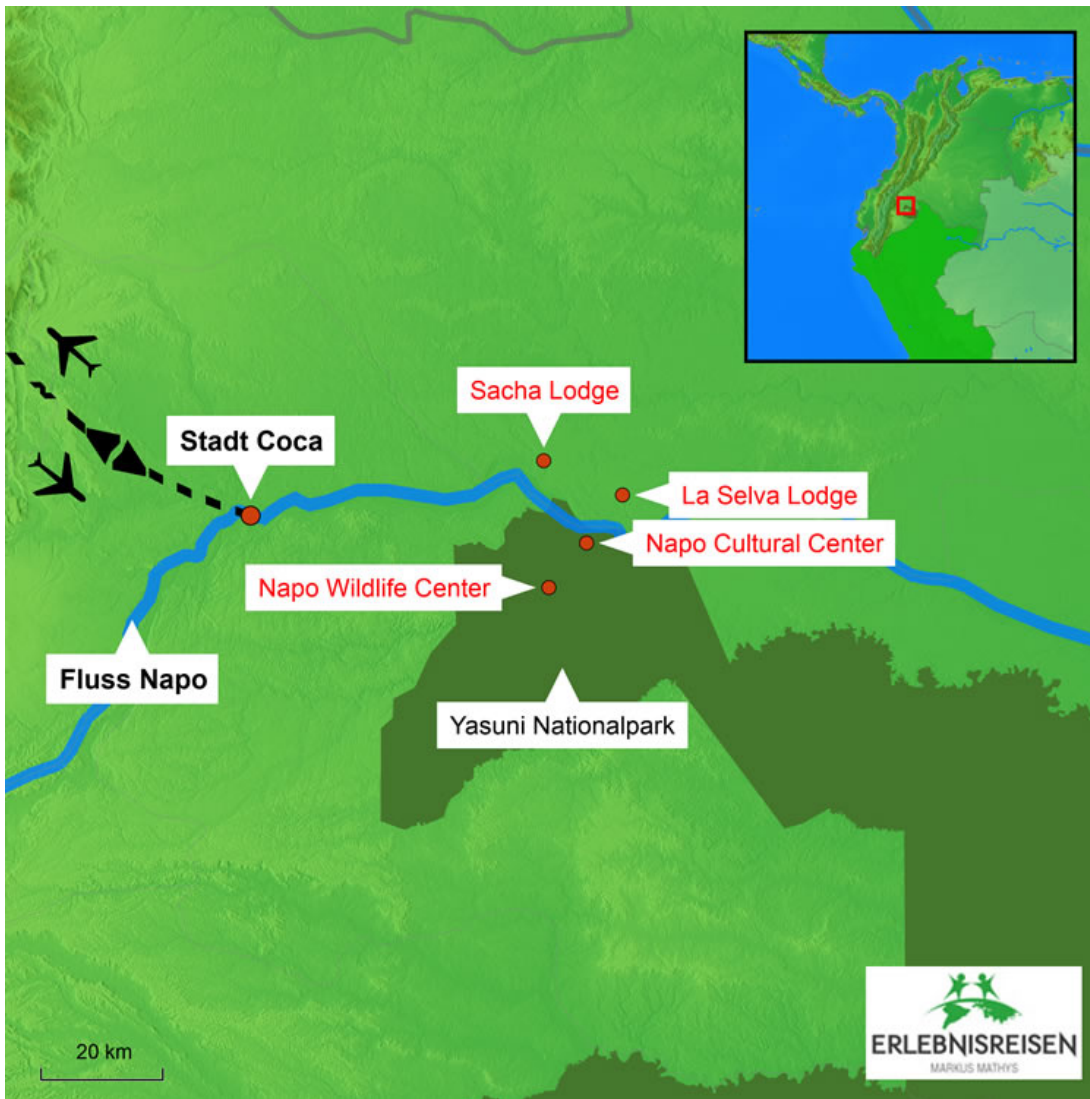 Sacha Lodge
Stadt Coca
La Selva Lodge
Napo Cultural Center
Napo Wildlife Center
Fluss Napo
Yasuni Nationalpark
20 km
ERLEBNISREISEN
MARKUS MATHYS